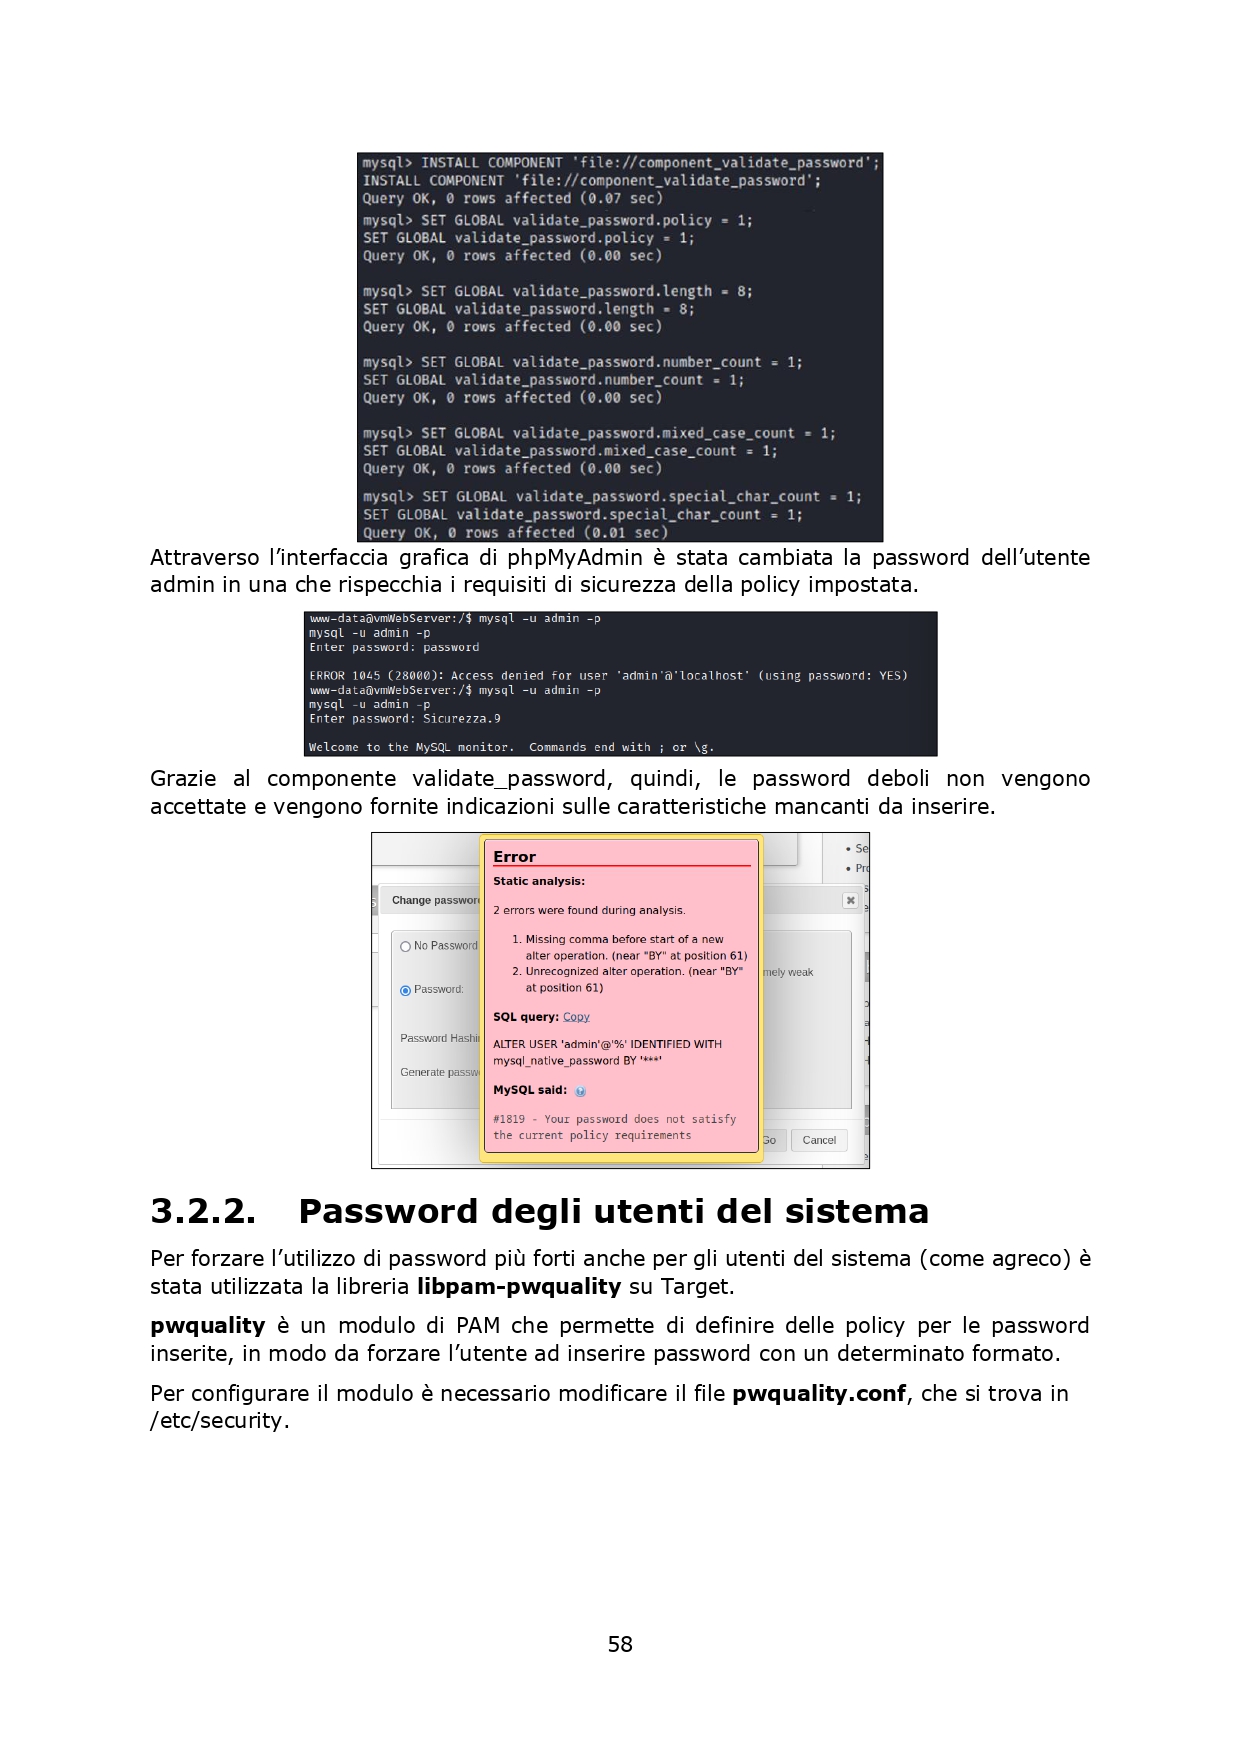 mysql> INSTALL COMPONENT 'file://component_validate_password';
INSTALL COMPONENT 'file://component_validate_password';
Query OK, 0 rows affected (0.07 sec)
mysql> SET GLOBAL validate_password.policy = 1;
SET GLOBAL validate_password.policy = 1;
Query OK, 0 rows affected (0.00 sec)
mysql> SET GLOBAL validate_password.length = 8;
SET GLOBAL validate_password.length = 8;
Query OK, 0 rows affected (0.00 sec)
mysql> SET GLOBAL validate_password.number_count = 1;
SET GLOBAL validate_password.number_count = 1;
Query OK, 0 rows affected (0.00 sec)
mysql> SET GLOBAL validate_password.mixed_case_count = 1;
SET GLOBAL validate_password.mixed_case_count = 1;
Query OK, 0 rows affected (0.00 sec)
mysql> SET GLOBAL validate_password.special_char_count = 1;
SET GLOBAL validate_password.special_char_count = 1;
Query OK, 0 rows affected (0.01 sec)
Attraverso l’interfaccia grafica di phpMyAdmin è stata cambiata la password dell’utente
admin in una che rispecchia i requisiti di sicurezza della policy impostata.
www-data@vmWebServer:/$ mysql -u admin -p
mysql -u admin -p
Enter password: password
ERROR 1045 (28000): Access denied for user 'admin'@'localhost' (using password: YES)
www-data@vmWebServer:/$ mysql -u admin -p
mysql -u admin -p
Enter password: Sicurezza.9
Welcome to the MySQL monitor.  Commands end with ; or \g.
Grazie al componente validate_password, quindi, le password deboli non vengono
accettate e vengono fornite indicazioni sulle caratteristiche mancanti da inserire.
Error
Static analysis:
2 errors were found during analysis.
1. Missing comma before start of a new
alter operation. (near "BY" at position 61)
2. Unrecognized alter operation. (near "BY"
at position 61)
SQL query: Copy
ALTER USER 'admin'@'%' IDENTIFIED WITH
mysql_native_password BY '***'
MySQL said:
#1819 - Your password does not satisfy
the current policy requirements
Change password
No Password
Password:
mely weak
Password Hashi
Generate passw
Go Cancel
• Se
• Pro
3.2.2. Password degli utenti del sistema
Per forzare l’utilizzo di password più forti anche per gli utenti del sistema (come agreco) è
stata utilizzata la libreria libpam-pwquality su Target.
pwquality è un modulo di PAM che permette di definire delle policy per le password
inserite, in modo da forzare l’utente ad inserire password con un determinato formato.
Per configurare il modulo è necessario modificare il file pwquality.conf, che si trova in
/etc/security.
58